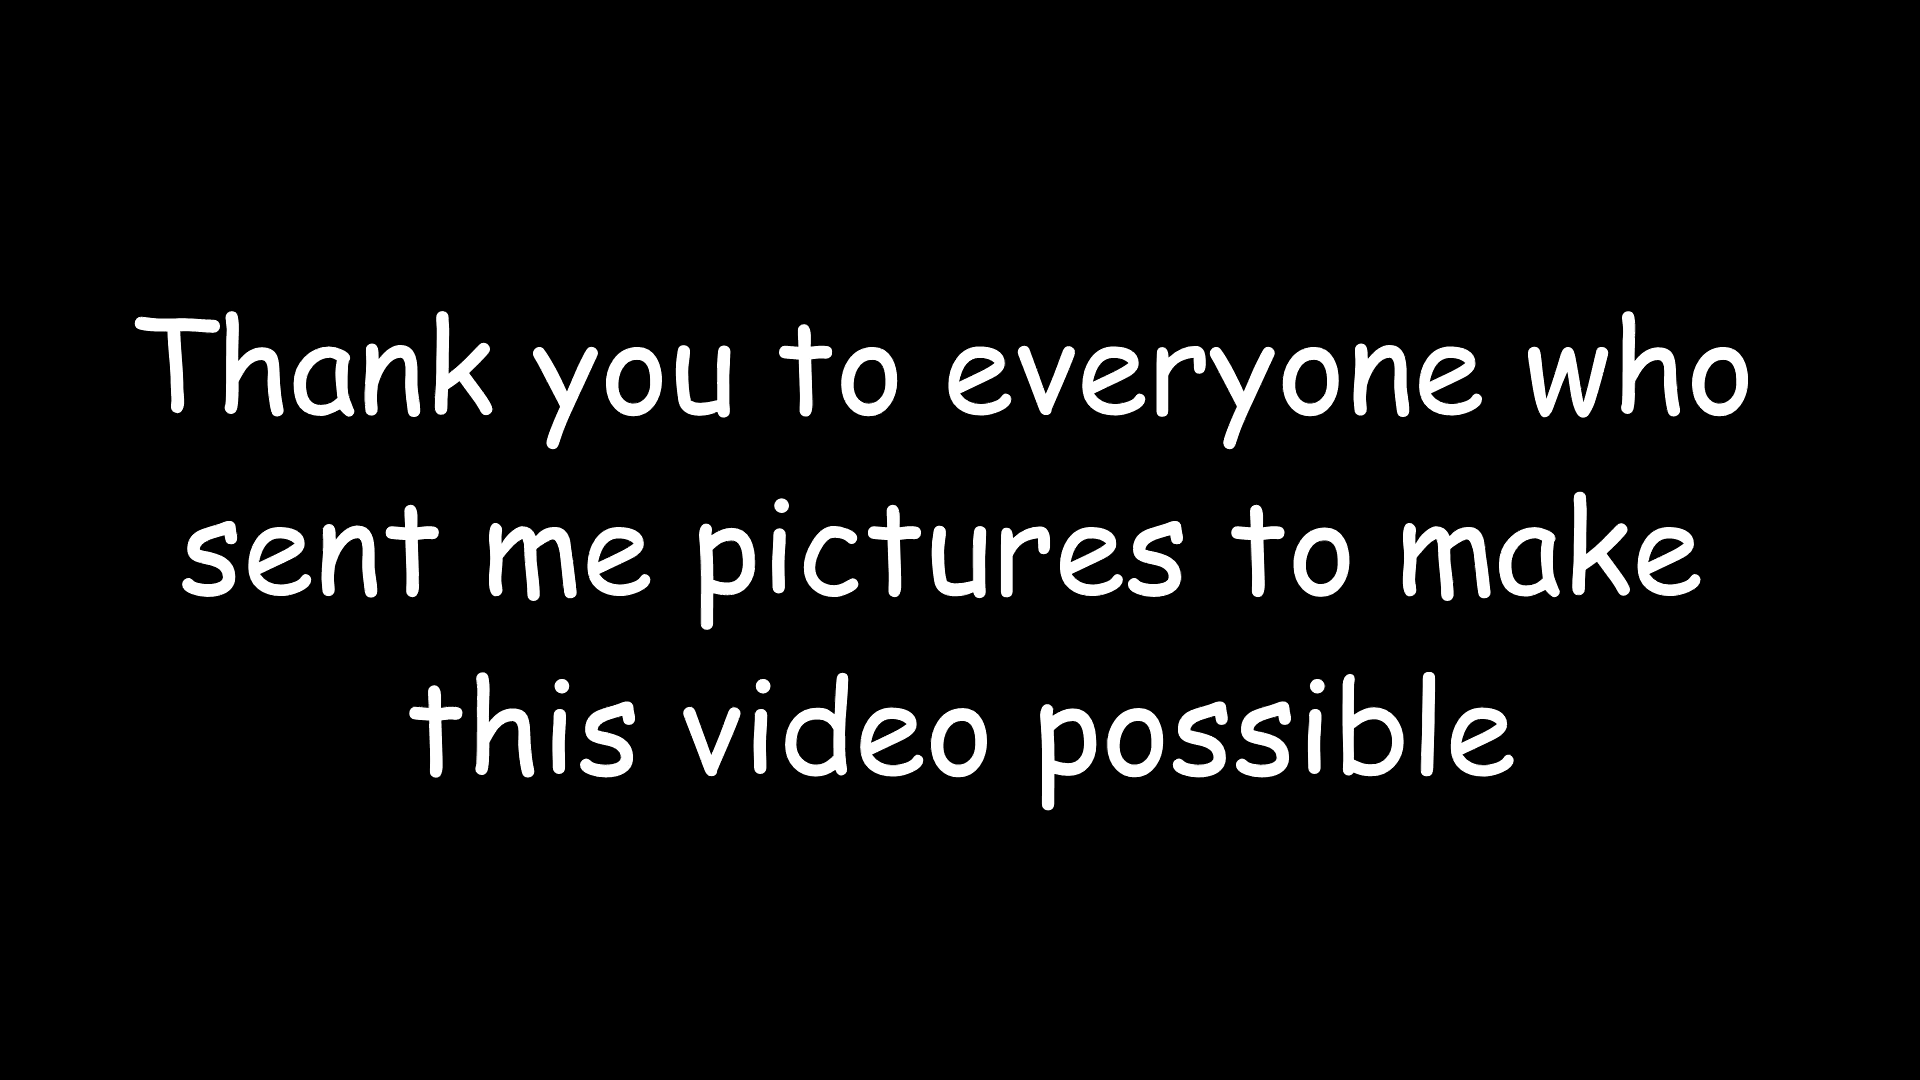 Thank you to everyone who
sent me pictures to make
this video possible